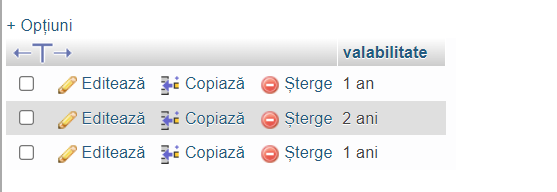 + Opțiuni
valabilitate
Editează Copiază Șterge 1 an
Editează Copiază Șterge 2 ani
Editează Copiază Șterge 1 ani